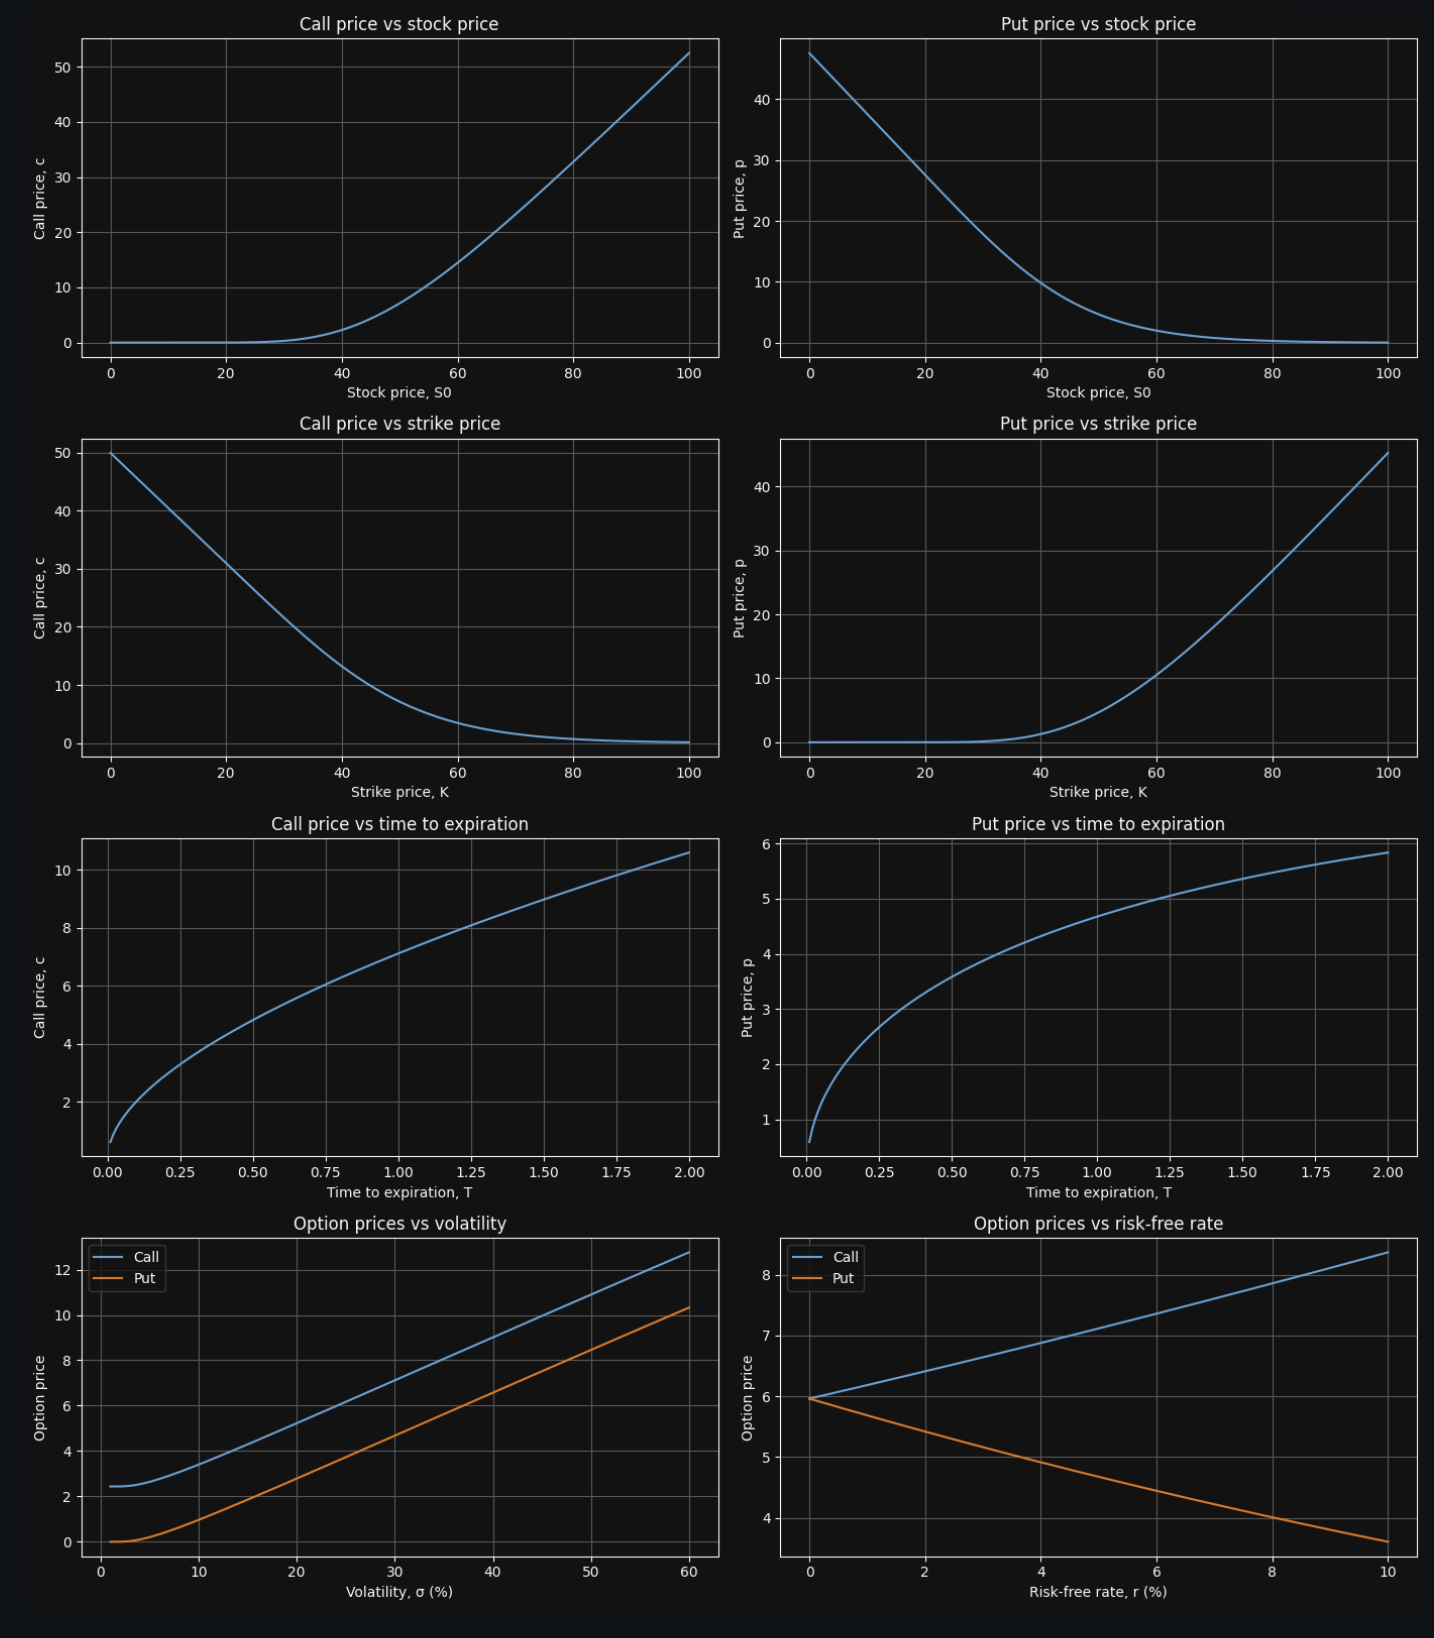 Call price vs stock price
Call price, c
50
40
30
20
10
0
0 20 40 60 80 100
Stock price, S0
Put price vs stock price
Put price, p
40
30
20
10
0
0 20 40 60 80 100
Stock price, S0
Call price vs strike price
Call price, c
50
40
30
20
10
0
0 20 40 60 80 100
Strike price, K
Put price vs strike price
Put price, p
40
30
20
10
0
0 20 40 60 80 100
Strike price, K
Call price vs time to expiration
Call price, c
10
8
6
4
2
0.00 0.25 0.50 0.75 1.00 1.25 1.50 1.75 2.00
Time to expiration, T
Put price vs time to expiration
Put price, p
6
5
4
3
2
1
0.00 0.25 0.50 0.75 1.00 1.25 1.50 1.75 2.00
Time to expiration, T
Option prices vs volatility
Call
Put
Option price
12
10
8
6
4
2
0
0 10 20 30 40 50 60
Volatility, σ (%)
Option prices vs risk-free rate
Call
Put
Option price
8
7
6
5
4
0 2 4 6 8 10
Risk-free rate, r (%)